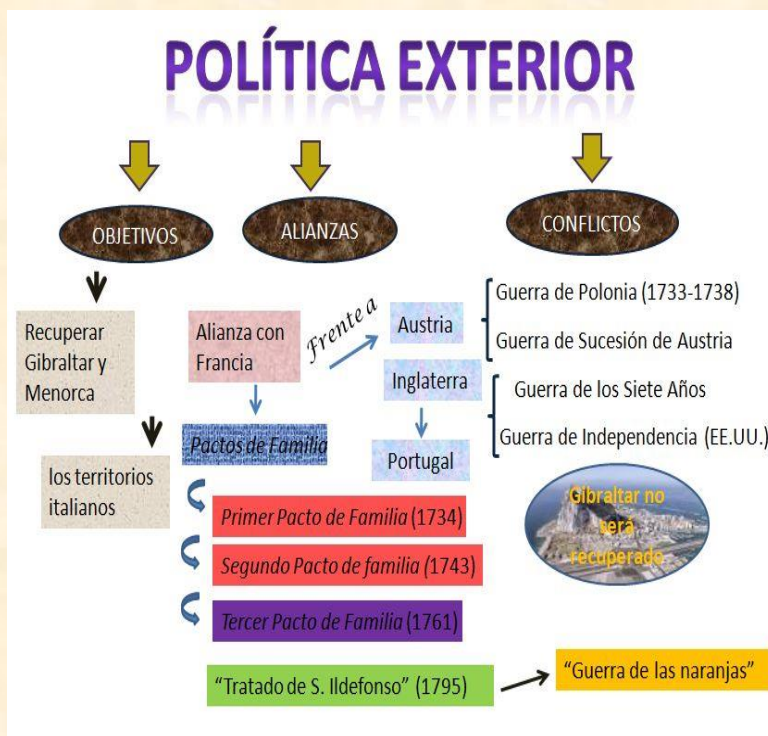 POLÍTICA EXTERIOR
OBJETIVOS
ALIANZAS
CONFLICTOS
Recuperar
Gibraltar y
Menorca
los territorios
italianos
Alianza con
Francia
Frente a
Pactos de Familia
Primer Pacto de Familia (1734)
Segundo Pacto de familia (1743)
Tercer Pacto de Familia (1761)
"Tratado de S. Ildefonso" (1795)
Austria
Inglaterra
Portugal
Guerra de Polonia (1733-1738)
Guerra de Sucesión de Austria
Guerra de los Siete Años
Guerra de Independencia (EE.UU.)
Gibraltar no
será
recuperado
"Guerra de las naranjas"